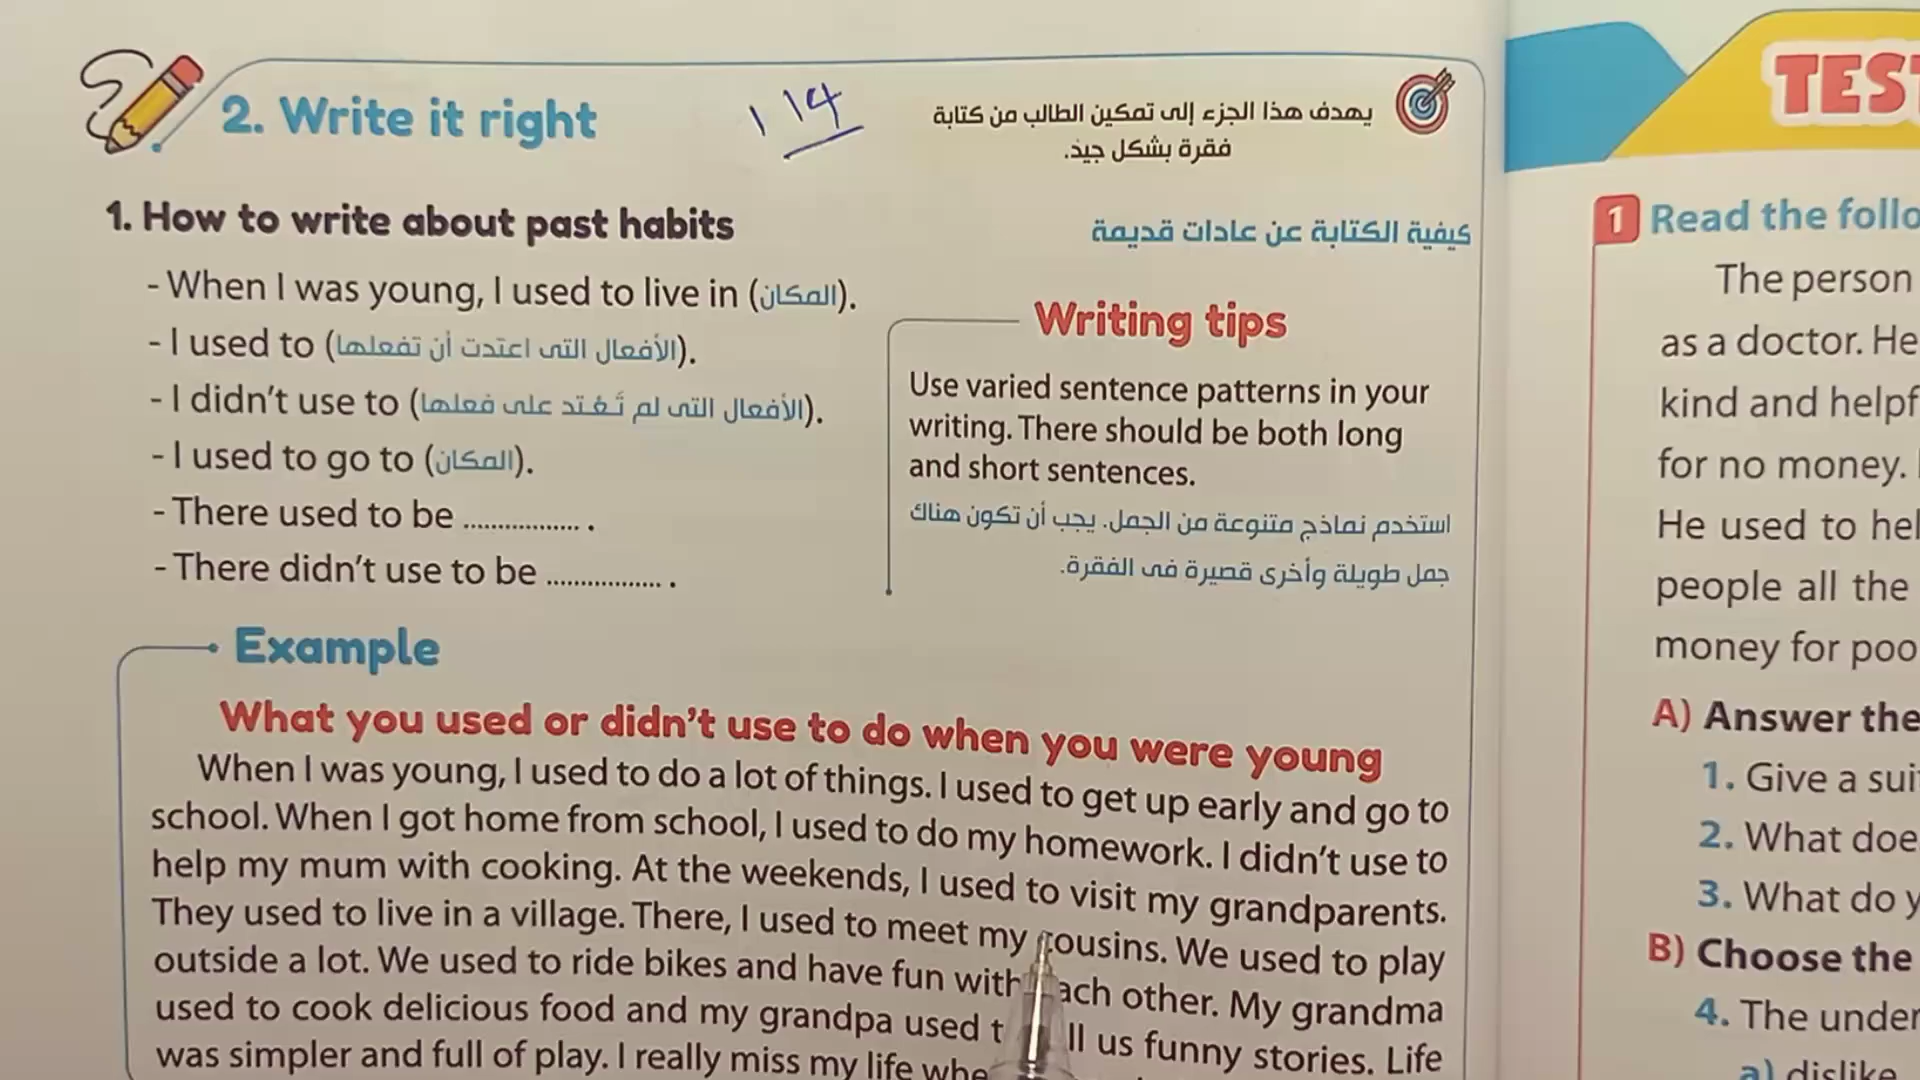 2. Write it right
114
يهدف هذا الجزء إلى تمكين الطالب من كتابة
فقرة بشكل جيد.
1. How to write about past habits
كيفية الكتابة عن عادات قديمة
- When I was young, I used to live in (المكان).
- I used to (الأفعال التى اعتدت أن تفعلها).
- I didn't use to (الأفعال التى لم تَعْتد على فعلها).
- I used to go to (المكان).
- There used to be ................. .
- There didn't use to be ................. .
Writing tips
Use varied sentence patterns in your
writing. There should be both long
and short sentences.
استخدم نماذج متنوعة من الجمل. يجب أن تكون هناك
جمل طويلة وأخرى قصيرة فى الفقرة.
Example
What you used or didn't use to do when you were young
When I was young, I used to do a lot of things. I used to get up early and go to
school. When I got home from school, I used to do my homework. I didn't use to
help my mum with cooking. At the weekends, I used to visit my grandparents.
They used to live in a village. There, I used to meet my cousins. We used to play
outside a lot. We used to ride bikes and have fun with each other. My grandma
used to cook delicious food and my grandpa used us funny stories. Life
was simpler and full of play. I really miss my life
TES
1 Read the follo
The person
as a doctor. He
kind and helpf
for no money.
He used to hel
people all the
money for poo
A) Answer the
1. Give a sui
2. What doe
3. What do y
B) Choose the
4. The under
a) dislike